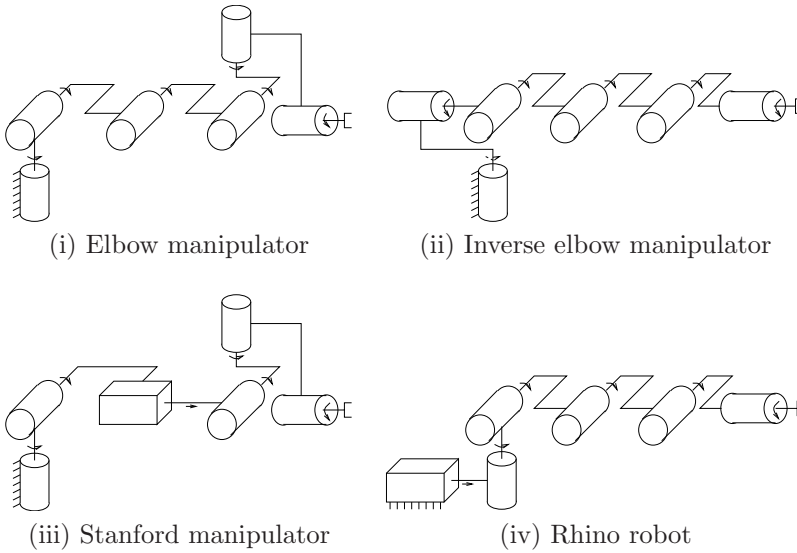 (i) Elbow manipulator
(ii) Inverse elbow manipulator
(iii) Stanford manipulator
(iv) Rhino robot